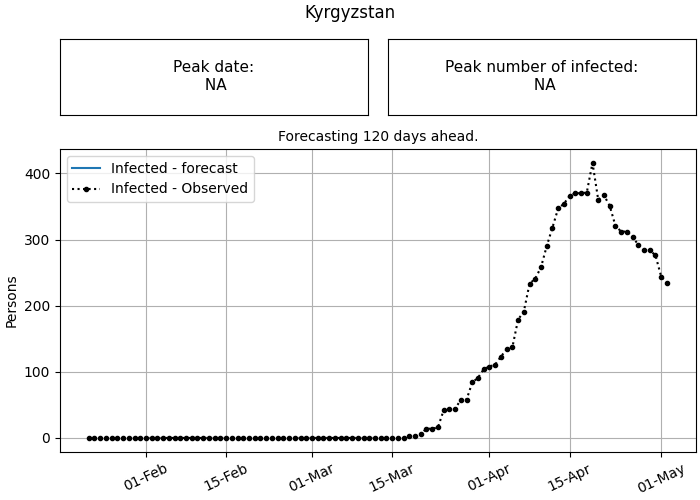 Kyrgyzstan
Peak date:
NA
Peak number of infected:
NA
Forecasting 120 days ahead.
Infected - forecast
Infected - Observed
Persons
400
300
200
100
0
01-Feb
15-Feb
01-Mar
15-Mar
01-Apr
15-Apr
01-May